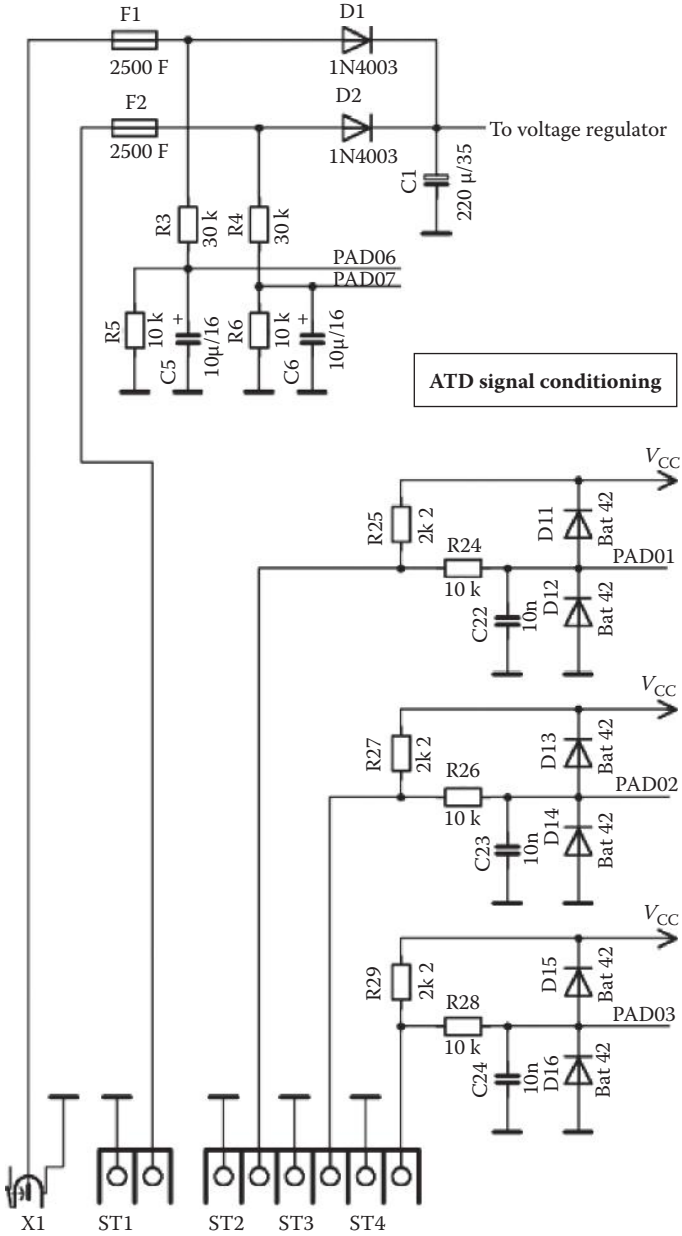 F1
D1
2500 F
1N4003
F2
D2
2500 F
1N4003
To voltage regulator
C1
220 µ/35
R3
30 k
R4
30 k
PAD06
PAD07
R5
10 k
+
C5
10µ/16
R6
10 k
+
C6
10µ/16
ATD signal conditioning
VCC
R25
2k 2
R24
10 k
D11
Bat 42
PAD01
C22
10n
D12
Bat 42
VCC
R27
2k 2
R26
10 k
D13
Bat 42
PAD02
C23
10n
D14
Bat 42
VCC
R29
2k 2
R28
10 k
D15
Bat 42
PAD03
C24
10n
D16
Bat 42
X1
ST1
ST2
ST3
ST4